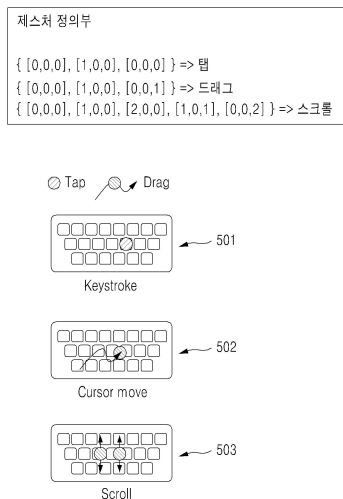 제스처 정의부
{ [0,0,0], [1,0,0], [0,0,0] } => 탭
{ [0,0,0], [1,0,0], [0,0,1] } => 드래그
{ [0,0,0], [1,0,0], [2,0,0], [1,0,1], [0,0,2] } => 스크롤
Tap Drag
501
Keystroke
502
Cursor move
503
Scroll